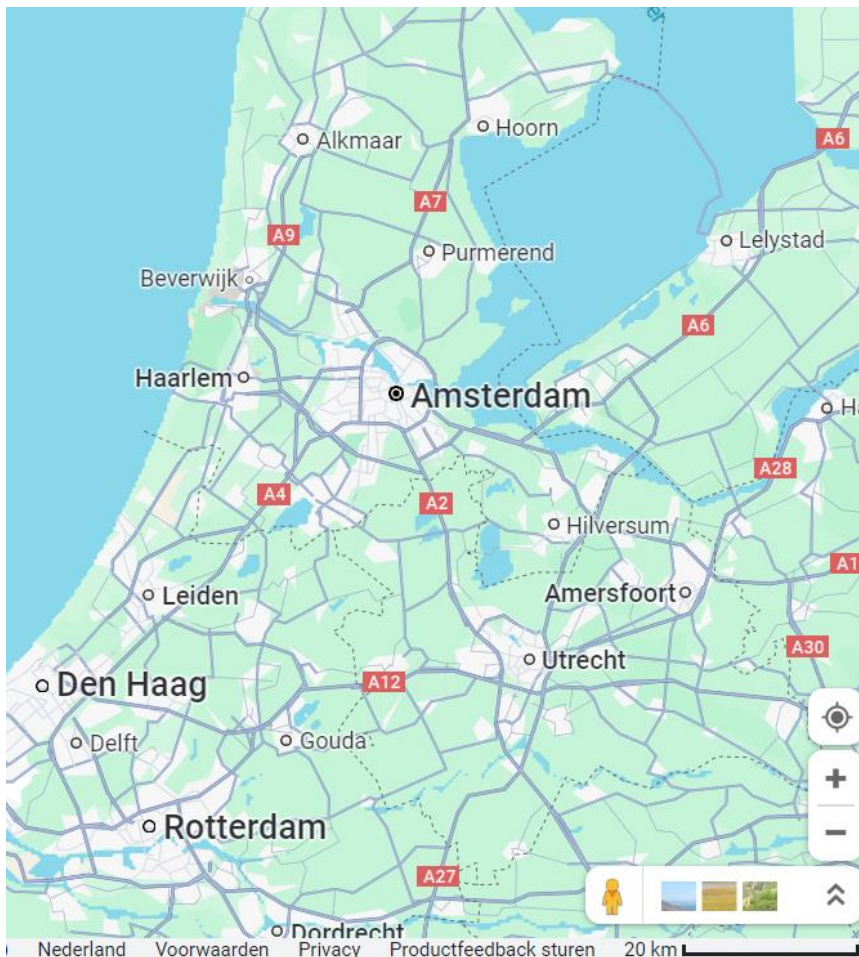 Hoorn
Alkmaar
A6
A7
A9
Lelystad
Purmerend
Beverwijk
A6
Haarlem
Amsterdam
A28
A4
A2
Hilversum
Leiden
Amersfoort
A30
Utrecht
A12
Den Haag
Gouda
Delft
Rotterdam
A27
Dordrecht
Nederland Voorwaarden Privacy Productfeedback sturen 20 km